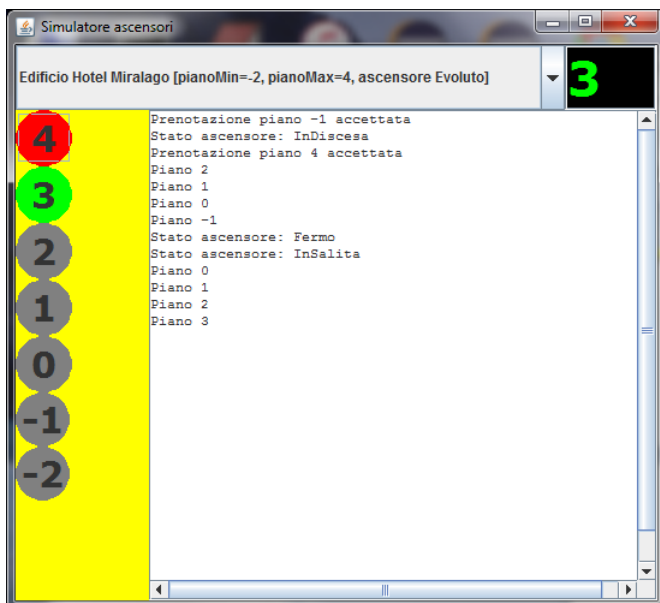 Simulatore ascensori
Edificio Hotel Miralago [pianoMin=-2, pianoMax=4, ascensore Evoluto]
3
4
3
2
1
0
-1
-2
Prenotazione piano -1 accettata
Stato ascensore: InDiscesa
Prenotazione piano 4 accettata
Piano 2
Piano 1
Piano 0
Piano -1
Stato ascensore: Fermo
Stato ascensore: InSalita
Piano 0
Piano 1
Piano 2
Piano 3